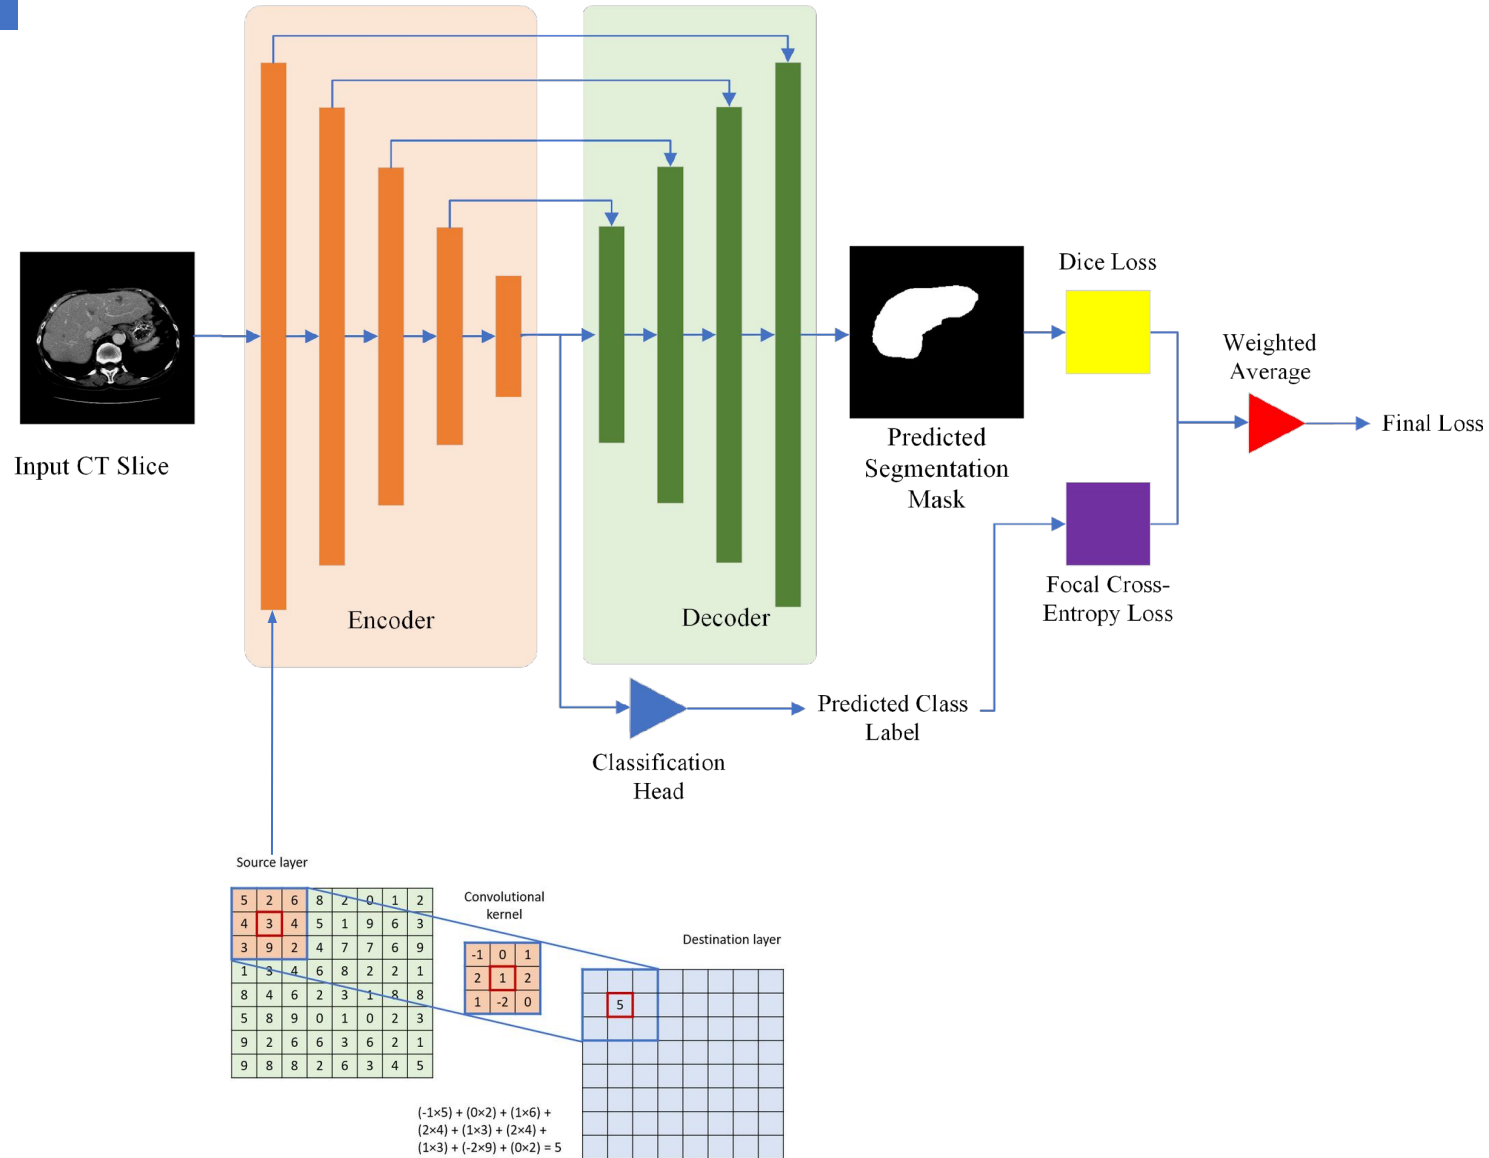 Input CT Slice
Encoder
Decoder
Predicted
Segmentation
Mask
Dice Loss
Focal Cross-
Entropy Loss
Weighted
Average
Final Loss
Classification
Head
Predicted Class
Label
Source layer
5 2 6 8 2 0 1 2
4 3 4 5 1 9 6 3
3 9 2 4 7 7 6 9
1 3 4 6 8 2 2 1
8 4 6 2 3 1 8 8
5 8 9 0 1 0 2 3
9 2 6 6 3 6 2 1
9 8 8 2 6 3 4 5
Convolutional
kernel
-1 0 1
2 1 2
1 -2 0
Destination layer
5
(-1×5) + (0×2) + (1×6) +
(2×4) + (1×3) + (2×4) +
(1×3) + (-2×9) + (0×2) = 5